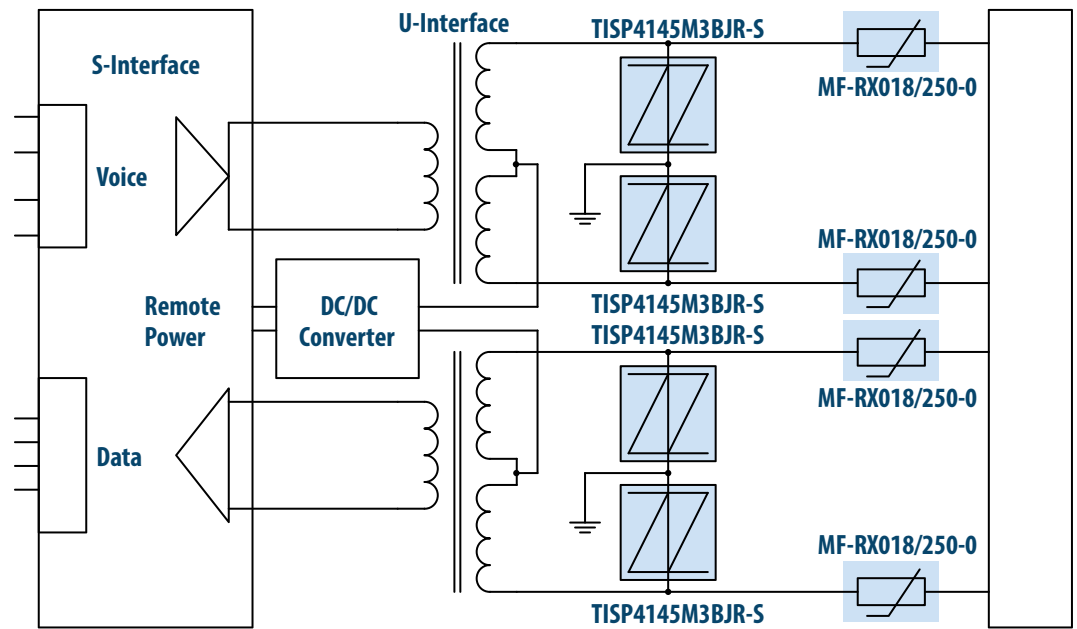 U-Interface
TISP4145M3BJR-S
S-Interface
MF-RX018/250-0
Voice
MF-RX018/250-0
Remote
Power
DC/DC
Converter
TISP4145M3BJR-S
TISP4145M3BJR-S
MF-RX018/250-0
Data
MF-RX018/250-0
TISP4145M3BJR-S